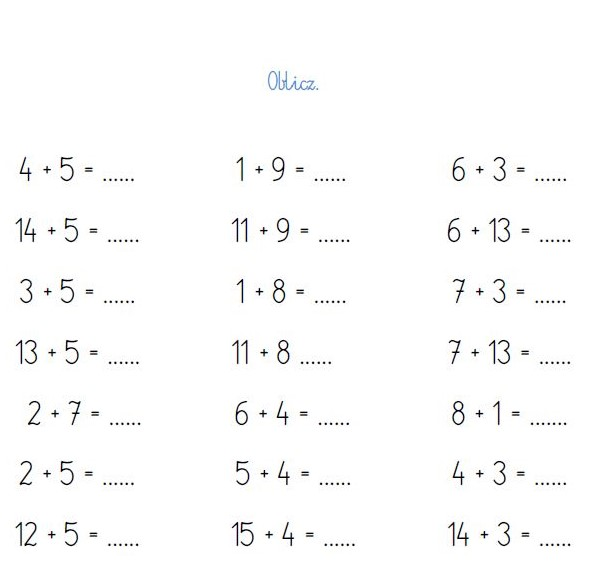 Oblicz.
4 + 5 = ...... 1 + 9 = ...... 6 + 3 = ......
14 + 5 = ...... 11 + 9 = ...... 6 + 13 = ......
3 + 5 = ...... 1 + 8 = ...... 7 + 3 = ......
13 + 5 = ...... 11 + 8 ...... 7 + 13 = ......
2 + 7 = ...... 6 + 4 = ...... 8 + 1 = .......
2 + 5 = ...... 5 + 4 = ...... 4 + 3 = ......
12 + 5 = ...... 15 + 4 = ...... 14 + 3 = ......